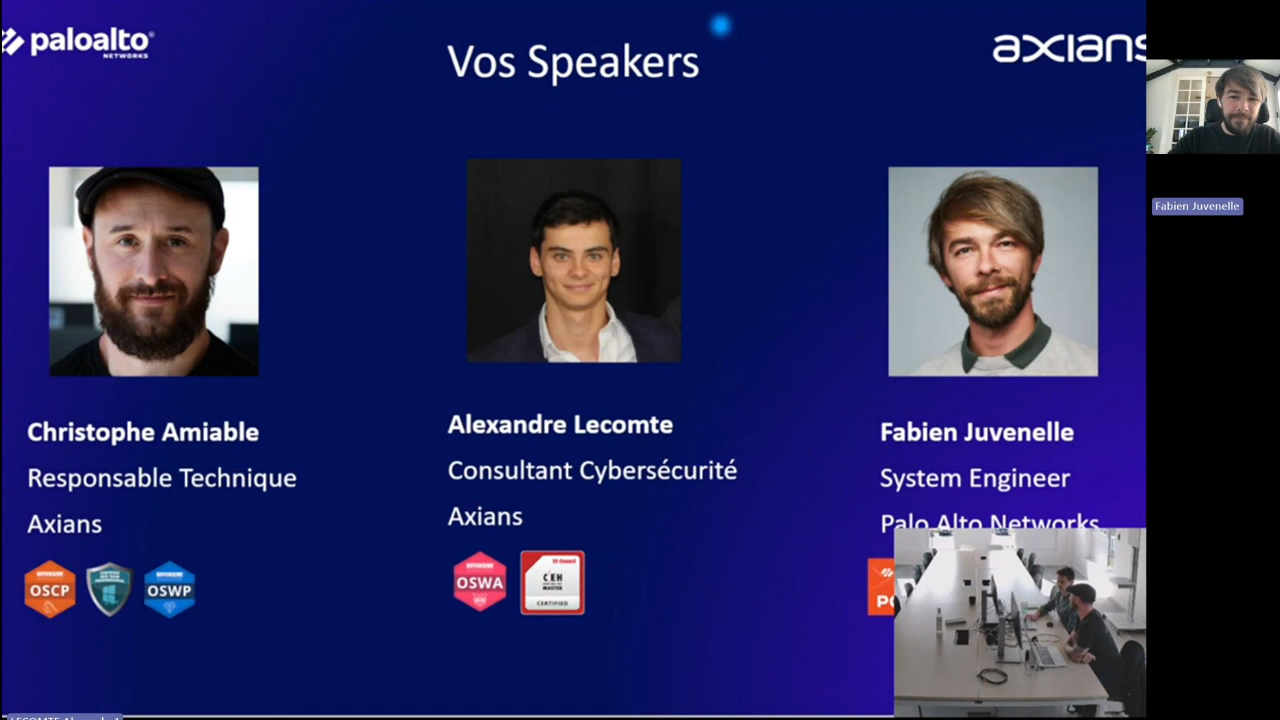 paloalto
NETWORKS
Vos Speakers
axians
Fabien Juvenelle
Christophe Amiable
Responsable Technique
Axians
OSCP
OSWP
Alexandre Lecomte
Consultant Cybersécurité
Axians
OSWA
CEH
MASTER
CERTIFIED
Fabien Juvenelle
System Engineer
Palo Alto Networks